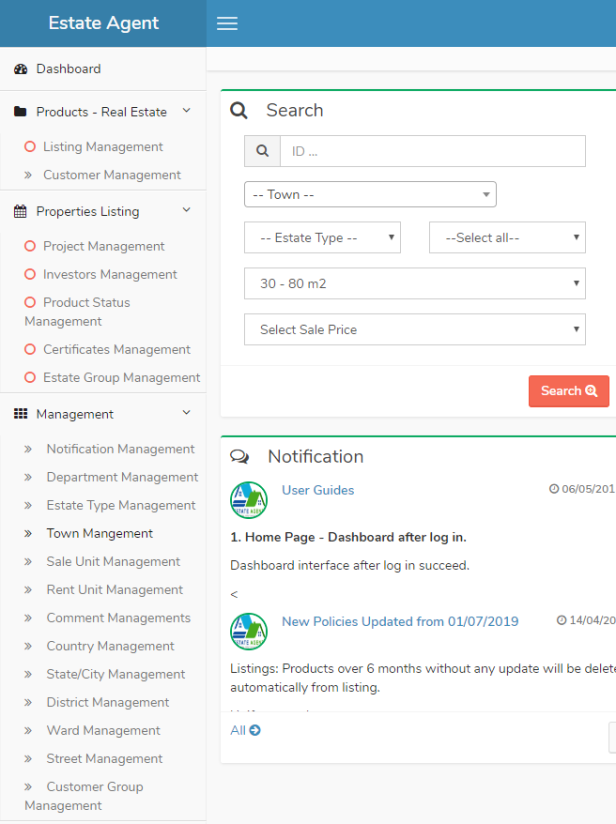 Estate Agent
Dashboard
Products - Real Estate
Listing Management
Customer Management
Properties Listing
Project Management
Investors Management
Product Status
Management
Certificates Management
Estate Group Management
Management
Notification Management
Department Management
Estate Type Management
Town Mangement
Sale Unit Management
Rent Unit Management
Comment Managements
Country Management
State/City Management
District Management
Ward Management
Street Management
Customer Group
Management
Search
ID ...
-- Town --
-- Estate Type --
--Select all--
30 - 80 m2
Select Sale Price
Search
Notification
User Guides
06/05/201
1. Home Page - Dashboard after log in.
Dashboard interface after log in succeed.
<
New Policies Updated from 01/07/2019
14/04/20
Listings: Products over 6 months without any update will be delete
automatically from listing.
All